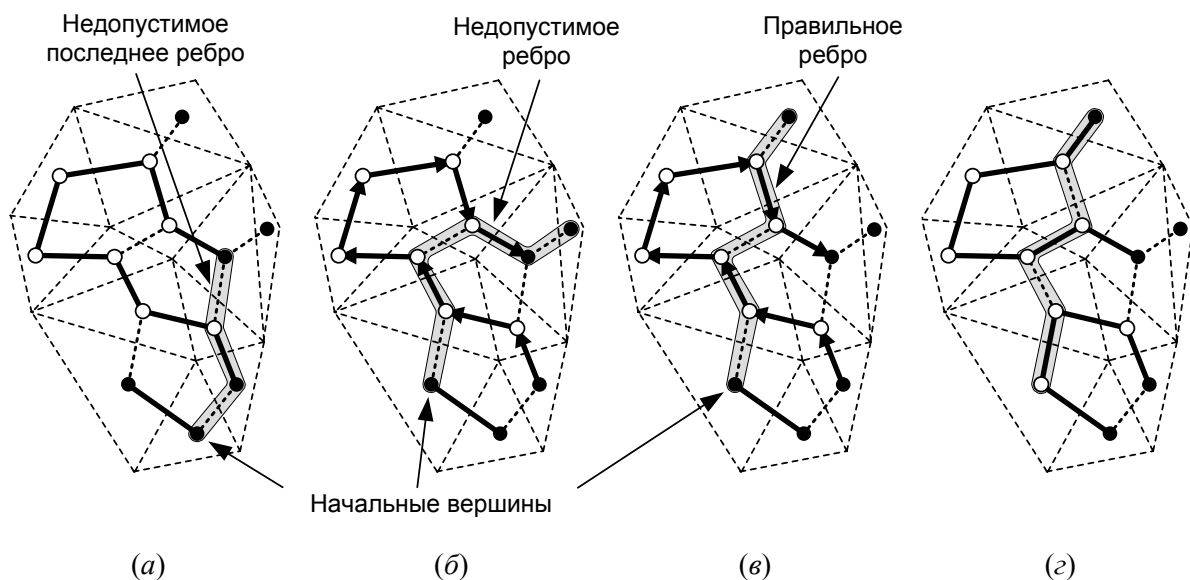 Недопустимое
последнее ребро
Недопустимое
ребро
Правильное
ребро
Начальные вершины
(а)
(б)
(в)
(г)